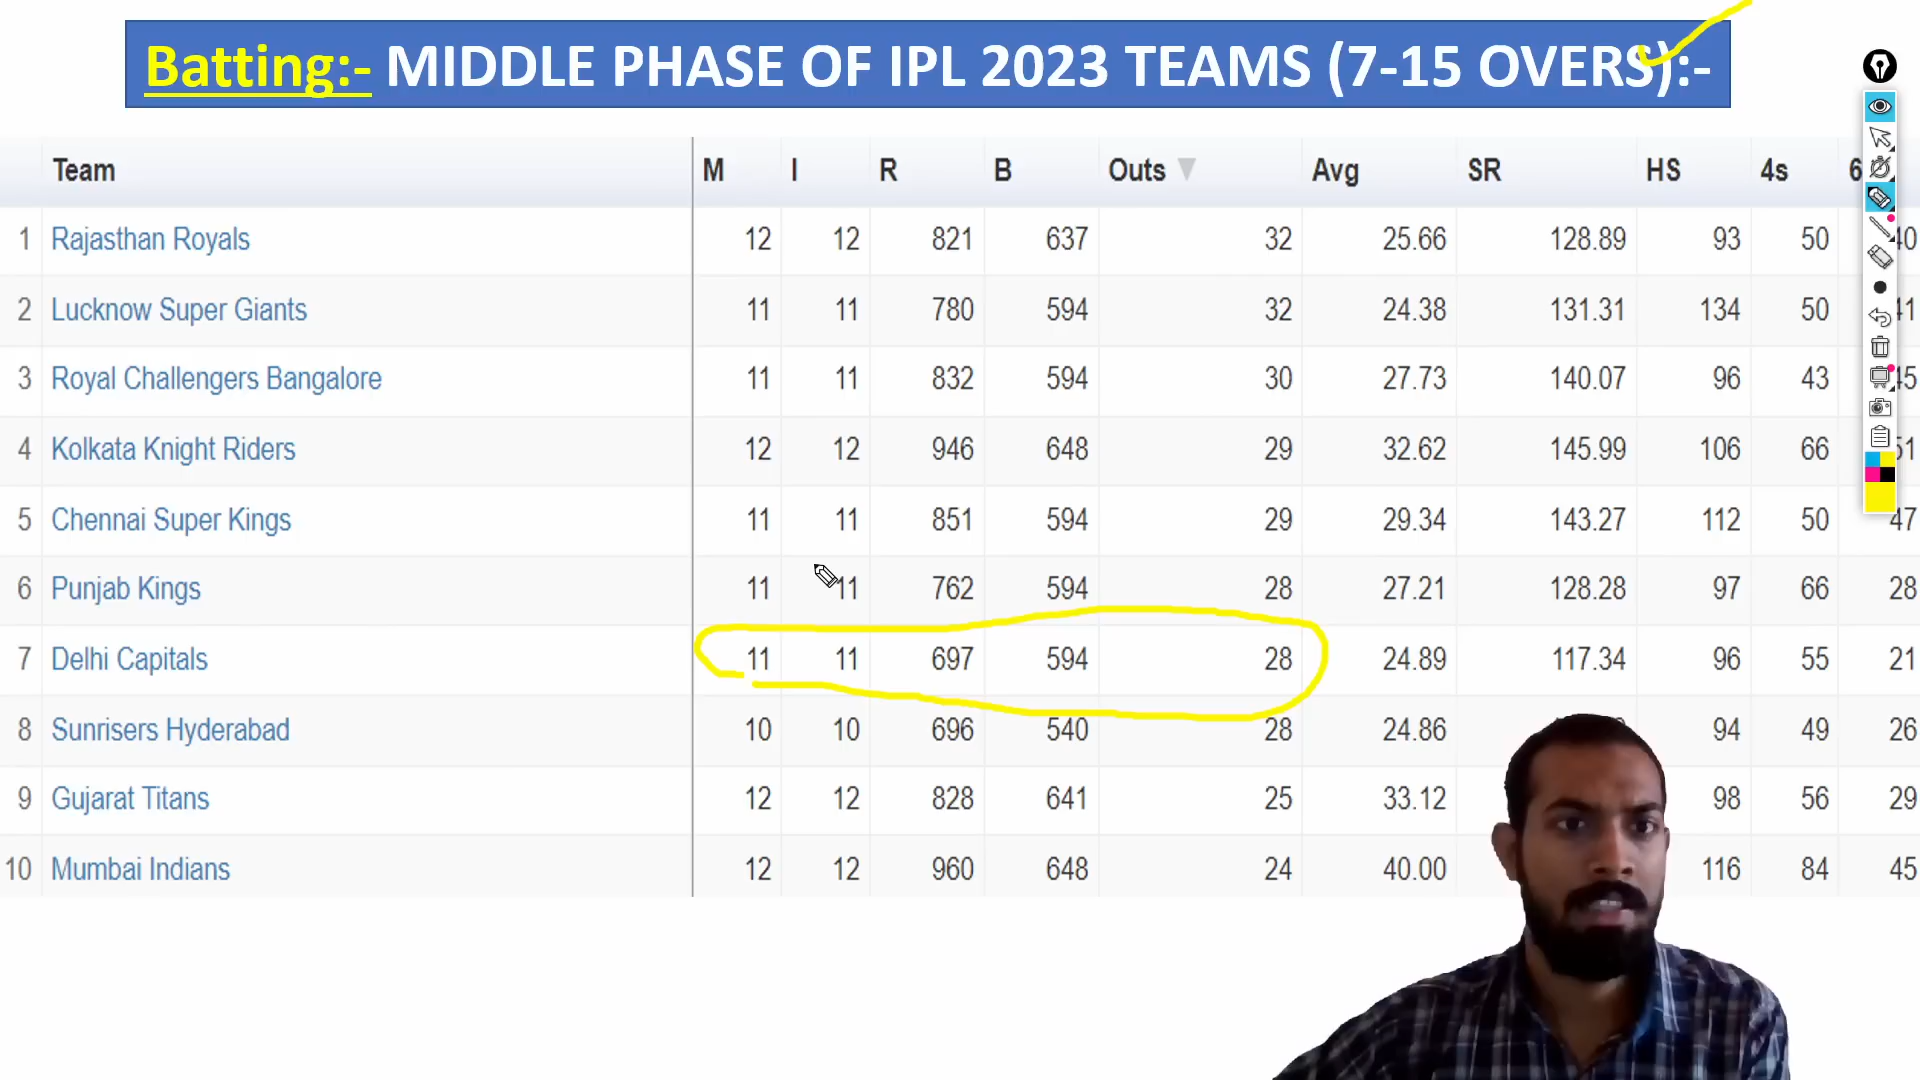 Batting:- MIDDLE PHASE OF IPL 2023 TEAMS (7-15 OVERS):-
Team M I R B Outs Avg SR HS 4s 6
1 Rajasthan Royals 12 12 821 637 32 25.66 128.89 93 50 40
2 Lucknow Super Giants 11 11 780 594 32 24.38 131.31 134 50 41
3 Royal Challengers Bangalore 11 11 832 594 30 27.73 140.07 96 43 45
4 Kolkata Knight Riders 12 12 946 648 29 32.62 145.99 106 66 51
5 Chennai Super Kings 11 11 851 594 29 29.34 143.27 112 50 47
6 Punjab Kings 11 11 762 594 28 27.21 128.28 97 66 28
7 Delhi Capitals 11 11 697 594 28 24.89 117.34 96 55 21
8 Sunrisers Hyderabad 10 10 696 540 28 24.86 94 49 26
9 Gujarat Titans 12 12 828 641 25 33.12 98 56 29
10 Mumbai Indians 12 12 960 648 24 40.00 116 84 45